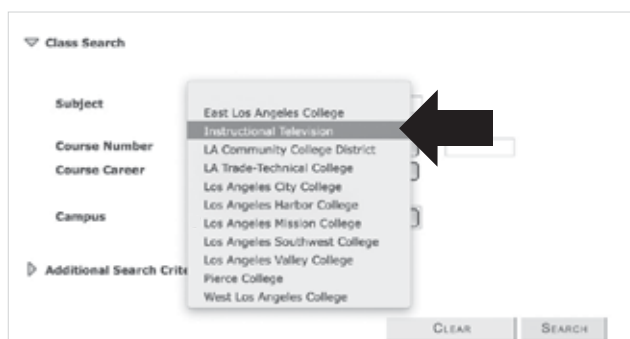 Class Search
Subject
East Los Angeles College
Instructional Television
Course Number
LA Community College District
Course Career
LA Trade-Technical College
Los Angeles City College
Los Angeles Harbor College
Campus
Los Angeles Mission College
Los Angeles Southwest College
Los Angeles Valley College
Additional Search Crite
Pierce College
West Los Angeles College
CLEAR
SEARCH